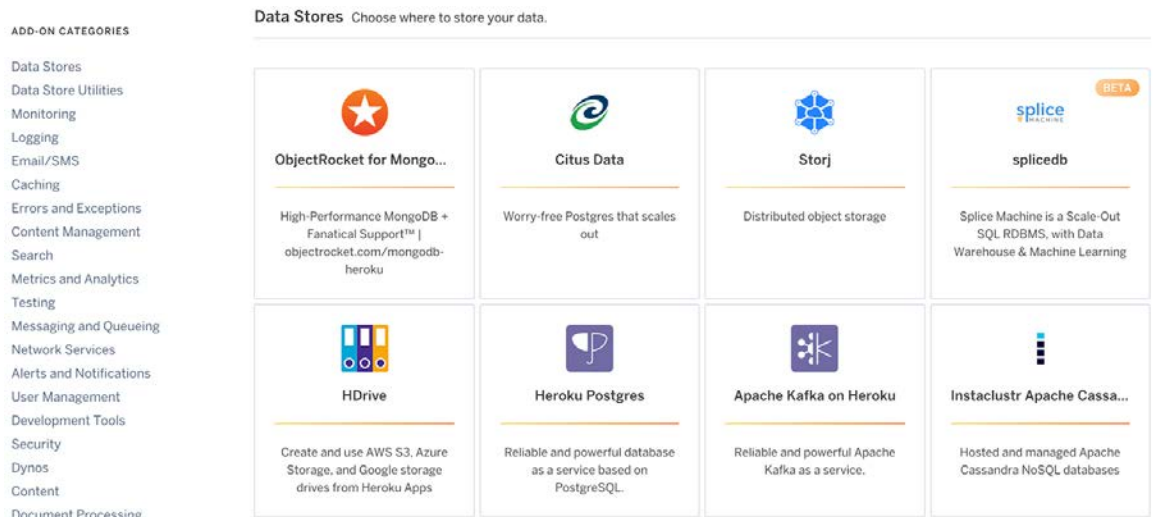 ADD-ON CATEGORIES
Data Stores
Data Store Utilities
Monitoring
Logging
Email/SMS
Caching
Errors and Exceptions
Content Management
Search
Metrics and Analytics
Testing
Messaging and Queueing
Network Services
Alerts and Notifications
User Management
Development Tools
Security
Dynos
Content
Document Processing
Data Stores Choose where to store your data.
ObjectRocket for Mongo...
High-Performance MongoDB +
Fanatical Support™ |
objectrocket.com/mongodb-
heroku
Citus Data
Worry-free Postgres that scales
out
Storj
Distributed object storage
BETA
splice
MACHINE
splicedb
Splice Machine is a Scale-Out
SQL RDBMS, with Data
Warehouse & Machine Learning
HDrive
Create and use AWS S3, Azure
Storage, and Google storage
drives from Heroku Apps
Heroku Postgres
Reliable and powerful database
as a service based on
PostgreSQL.
Apache Kafka on Heroku
Reliable and powerful Apache
Kafka as a service.
Instaclustr Apache Cassa...
Hosted and managed Apache
Cassandra NoSQL databases